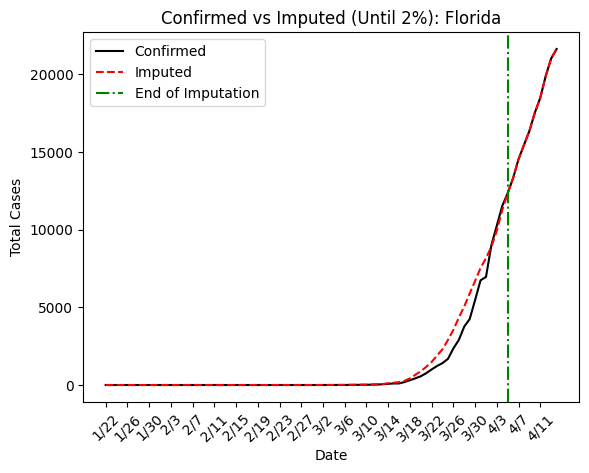 Confirmed vs Imputed (Until 2%): Florida
Confirmed
Imputed
End of Imputation
Total Cases
20000
15000
10000
5000
0
1/22 1/26 1/30 2/3 2/7 2/11 2/15 2/19 2/23 2/27 3/2 3/6 3/10 3/14 3/18 3/22 3/26 3/30 4/3 4/7 4/11
Date